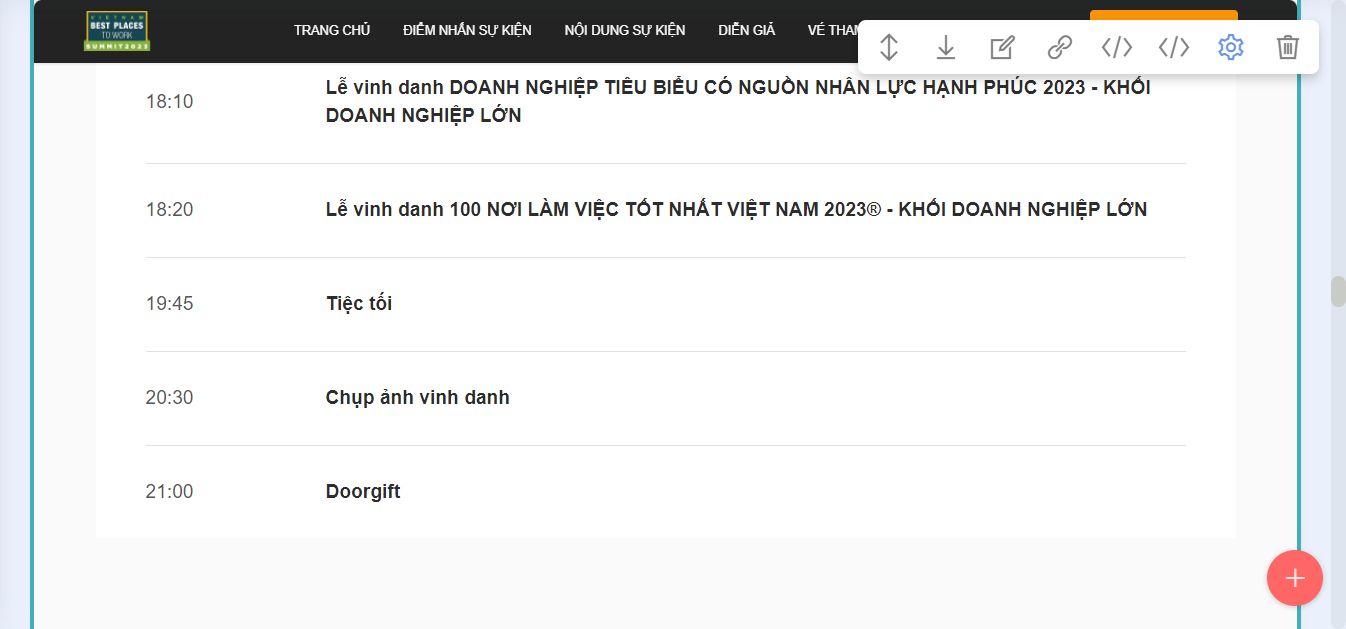 VIETNAM
BEST PLACES
TO WORK
SUMMIT2023
TRANG CHỦ ĐIỂM NHẤN SỰ KIỆN NỘI DUNG SỰ KIỆN DIỄN GIẢ VÉ THAM
18:10 Lễ vinh danh DOANH NGHIỆP TIÊU BIỂU CÓ NGUỒN NHÂN LỰC HẠNH PHÚC 2023 - KHỐI
DOANH NGHIỆP LỚN
18:20 Lễ vinh danh 100 NƠI LÀM VIỆC TỐT NHẤT VIỆT NAM 2023® - KHỐI DOANH NGHIỆP LỚN
19:45 Tiệc tối
20:30 Chụp ảnh vinh danh
21:00 Doorgift